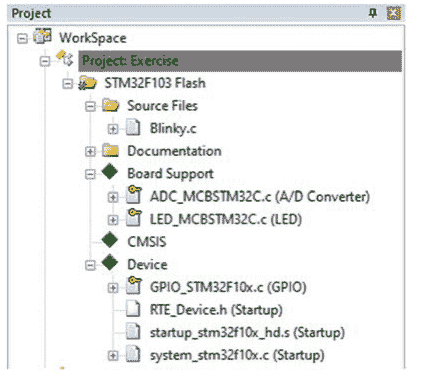 Project
WorkSpace
Project: Exercise
STM32F103 Flash
Source Files
Blinky.c
Documentation
Board Support
ADC_MCBSTM32C.c (A/D Converter)
LED_MCBSTM32C.c (LED)
CMSIS
Device
GPIO_STM32F10x.c (GPIO)
RTE_Device.h (Startup)
startup_stm32f10x_hd.s (Startup)
system_stm32f10x.c (Startup)